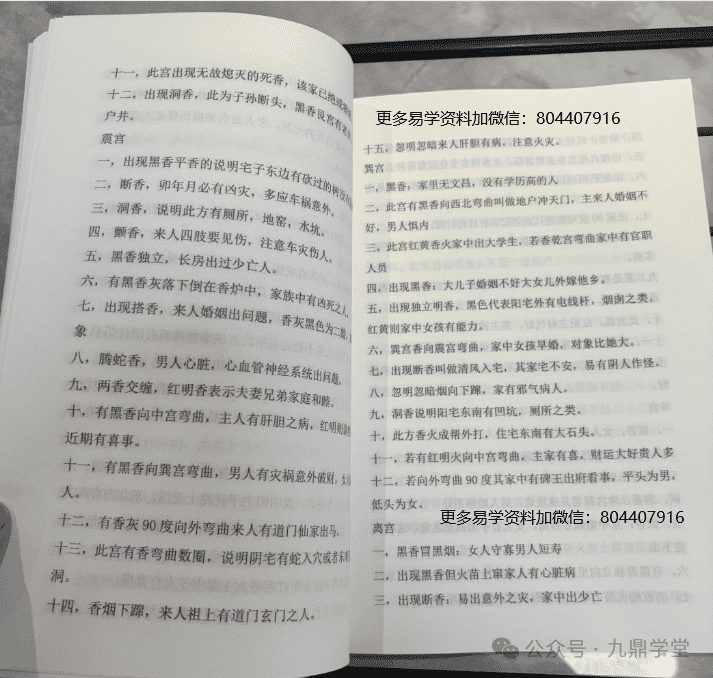 十一，此宫出现无故熄灭的死香，该家已绝
十二，出现洞香，此为子孙断头，黑香艮宫有老
户井。
震宫
一，出现黑香平香的说明宅子东边有砍过的树
二，断香，卯年月必有凶灾，多应车祸意外。
三，洞香，说明此方有厕所，地窑，水坑。
四，颤香，来人四肢要见伤，注意车灾伤人。
五，黑香独立，长房出过少亡人。
六，有黑香灰落下倒在香炉中，家族中有凶死之人。
七，出现搭香，来人婚姻出问题，香灰黑色为二婚，
象
八，腾蛇香，男人心脏，心血管神经系统出问题。
九，两香交缠，红明香表示夫妻兄弟家庭和睦。
十，有黑香向中宫弯曲，主人有肝胆之病，红明
近期有喜事。
十一，有黑香向巽宫弯曲，男人有灾祸意外破财，
人。
十二，有香灰 90 度向外弯曲来人有道门仙家出马。
十三，此宫有香弯曲数圈，说明阴宅有蛇入穴或者
洞。
十四，香烟下蹿，来人祖上有道门玄门之人。
更多易学资料加微信：804407916
十五，忽明忽暗来人肝胆有病，注意火灾。
巽宫
一，黑香，家里无文昌，没有学历高的人
二，此宫有黑香向西北弯曲叫做地户冲天门，主来人婚姻不
好，男人惧内
三，此宫红黄香火家中出大学生，若香乾宫弯曲家中有官职
人员
四，出现黑香：大儿子婚姻不好大女儿外嫁他乡。
五，出现独立明香，黑色代表阳宅外有电线杆，烟囱之类。
红黄则家中女孩有能力。
六，巽宫香向震宫弯曲，家中女孩早婚，对象比她大。
七，出现断香叫做清风入宅，其家宅不安，易有阴人作怪。
八，忽明忽暗烟向下蹿，家有邪气病人。
九，洞香说明阳宅东南有凹坑，厕所之类。
十，此方香火成帮外打，住宅东南有大石头。
十一，若有红明火向中宫弯曲，主家有喜，财运大好贵人多
十二，若向外弯曲 90 度其家中有碑王出府看事，平头为男，
低头为女。
更多易学资料加微信：804407916
离宫
一，黑香冒黑烟：女人守寡男人短寿
二，出现黑香但火苗上窜家人有心脏病
三，出现断香：易出意外之灾，家中出少亡
公众号·九鼎学堂